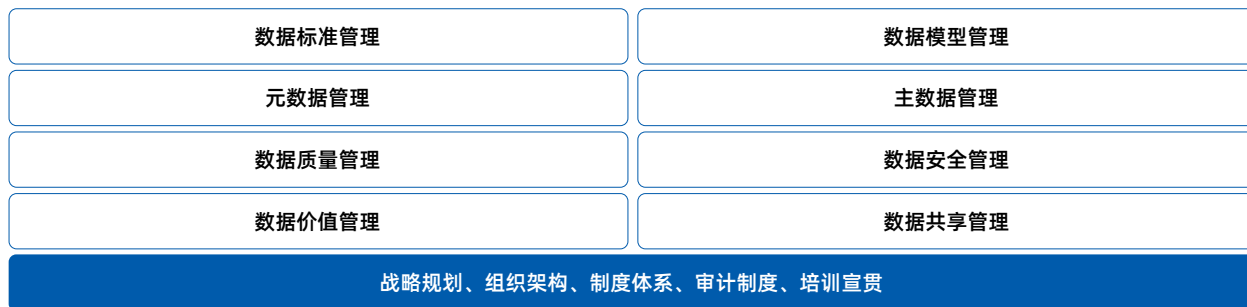 数据标准管理
数据模型管理
元数据管理
主数据管理
数据质量管理
数据安全管理
数据价值管理
数据共享管理
战略规划、组织架构、制度体系、审计制度、培训宣贯